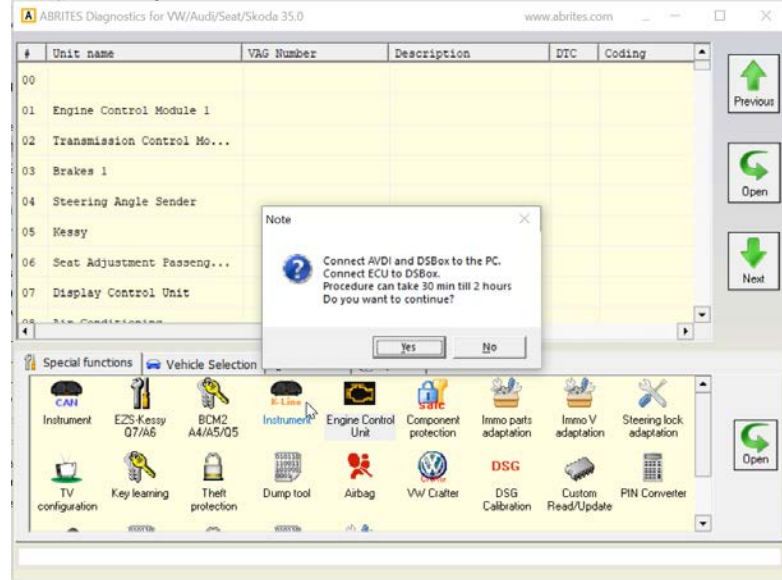 A ABRITES Diagnostics for VW/Audi/Seat/Skoda 35.0 www.abrites.com
# Unit name VAG Number Description DTC Coding
00
01 Engine Control Module 1
02 Transmission Control Mo...
03 Brakes 1
04 Steering Angle Sender
05 Kessy
06 Seat Adjustment Passeng...
07 Display Control Unit
08 Air Conditioning
Previous
Open
Next
Note
Connect AVDI and DSBox to the PC.
Connect ECU to DSBox.
Procedure can take 30 min till 2 hours
Do you want to continue?
Yes No
Special functions Vehicle Selection
CAN K-Line safe
Instrument EZS-Kessy BCM2 Instrument Engine Control Component Immo parts Immo V Steering lock
Q7/A6 A4/A5/Q5 Unit protection adaptation adaptation adaptation
Crafter DSG
TV Key learning Theft Dump tool Airbag VW Crafter DSG Custom PIN Converter
configuration protection Calibration Read/Update
Open